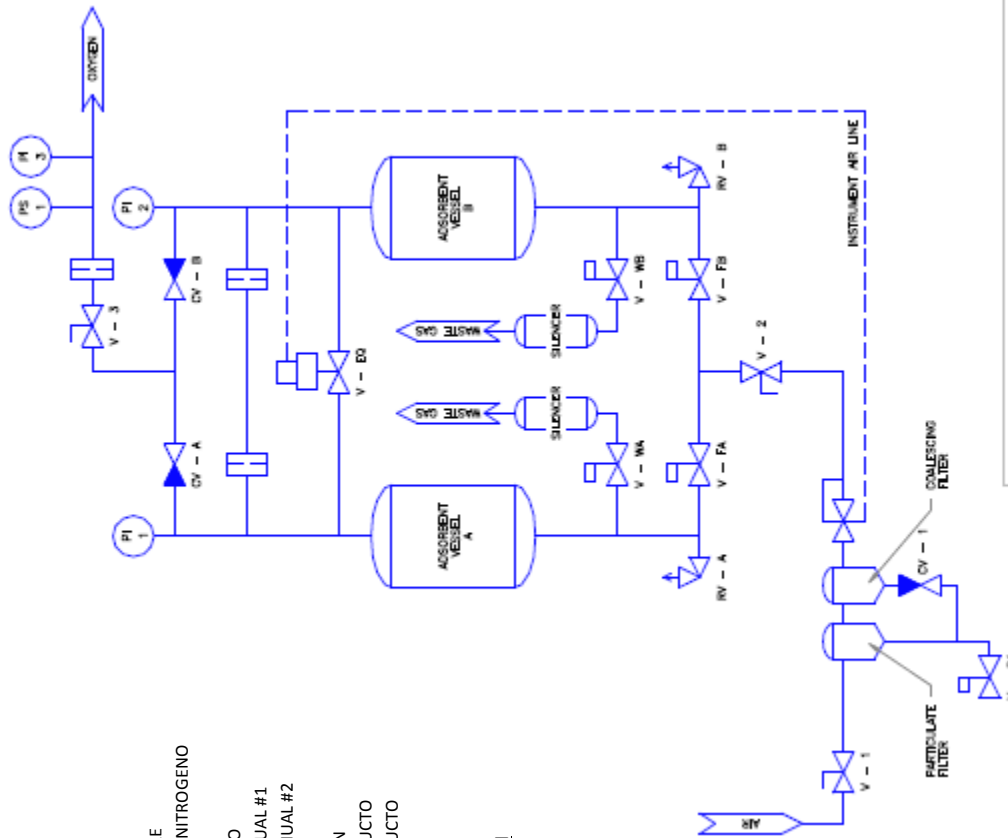 OXYGEN
PS
1
PI
3
V - 3
PI
1
PI
2
CV - A
CV - B
V - EQ
ADSORBENT
VESSEL
A
ADSORBENT
VESSEL
B
WASTE GAS
WASTE GAS
SILENCER
SILENCER
V - WA
V - WB
V - FA
V - FB
RV - A
RV - B
INSTRUMENT AIR LINE
V - 2
COALESCING
FILTER
CV - 1
PARTICULATE
FILTER
V - 1
AIR
NITROGENO
UAL #1
UAL #2
UCTO
UCTO